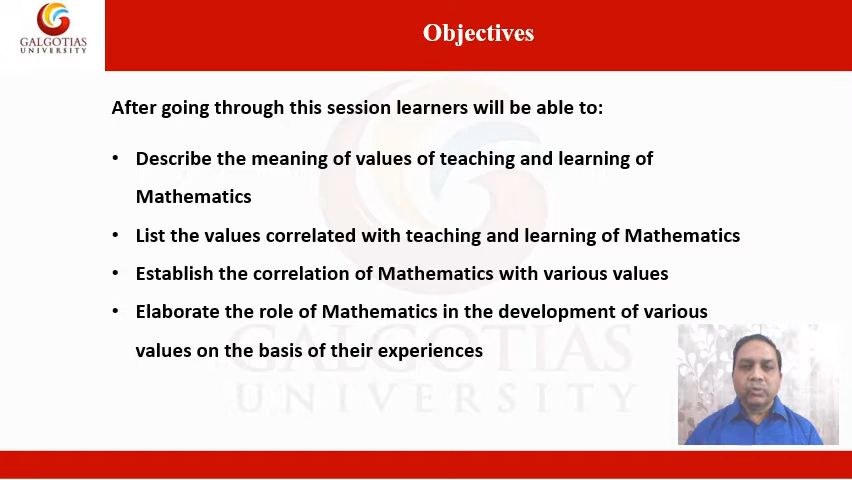 GALGOTIAS
UNIVERSITY
Objectives
After going through this session learners will be able to:
• Describe the meaning of values of teaching and learning of
Mathematics
• List the values correlated with teaching and learning of Mathematics
• Establish the correlation of Mathematics with various values
• Elaborate the role of Mathematics in the development of various
values on the basis of their experiences
GALGOTIAS
UNIVERSITY